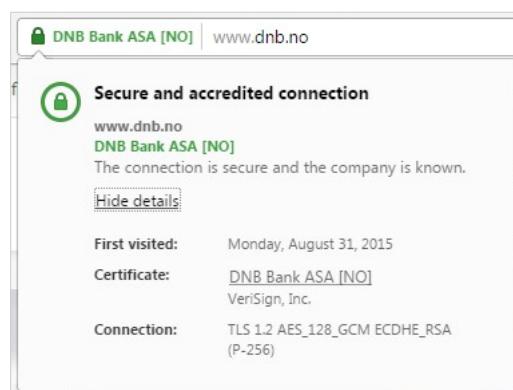 DNB Bank ASA [NO] www.dnb.no
f
Secure and accredited connection
www.dnb.no
DNB Bank ASA [NO]
The connection is secure and the company is known.
Hide details
First visited: Monday, August 31, 2015
Certificate: DNB Bank ASA [NO]
VeriSign, Inc.
Connection: TLS 1.2 AES_128_GCM ECDHE_RSA
(P-256)